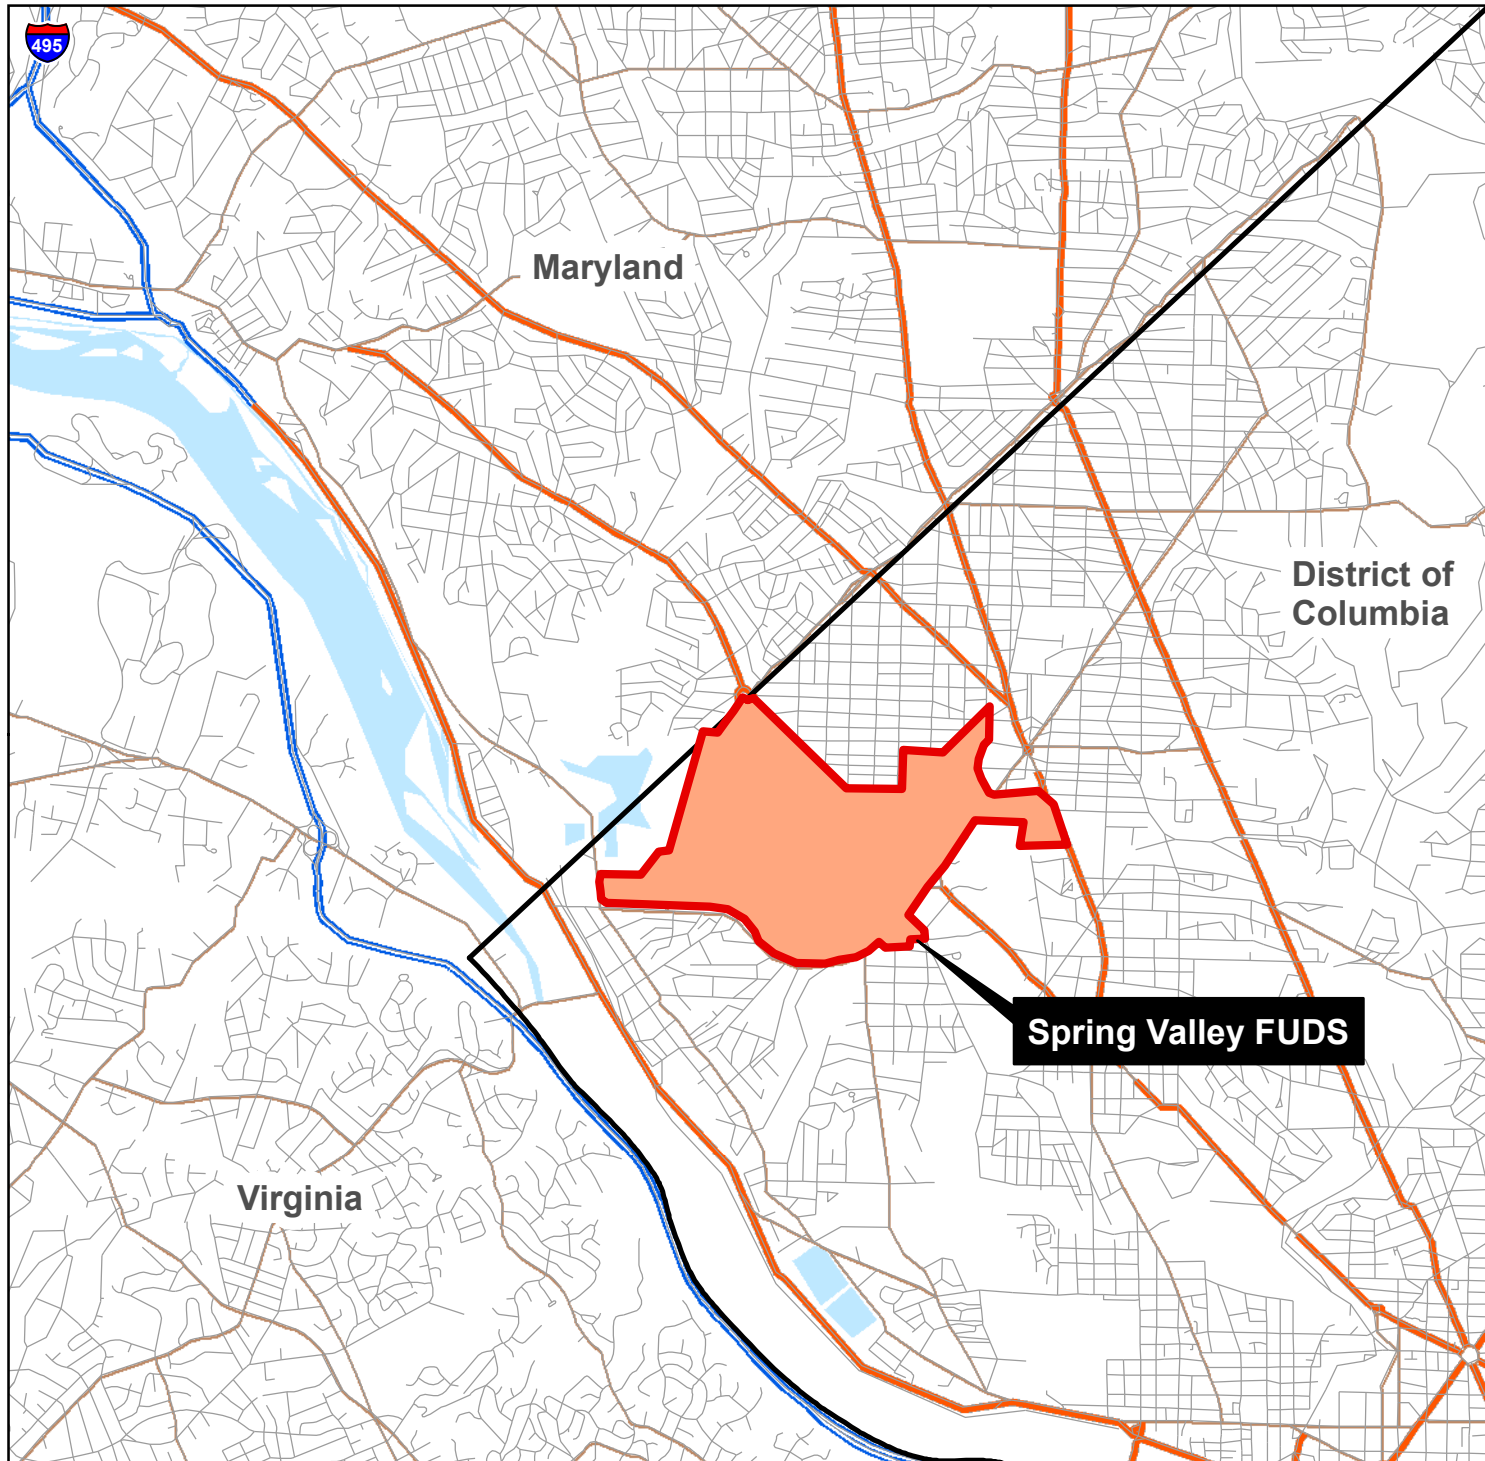 495
Maryland
District of
Columbia
Spring Valley FUDS
Virginia